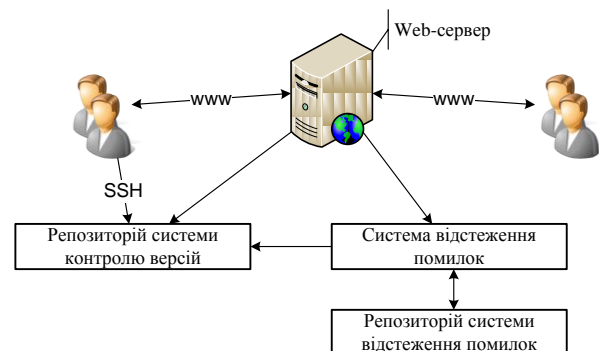 Web-сервер
WWW
WWW
SSH
Репозиторій системи
контролю версій
Система відстеження
помилок
Репозиторій системи
відстеження помилок